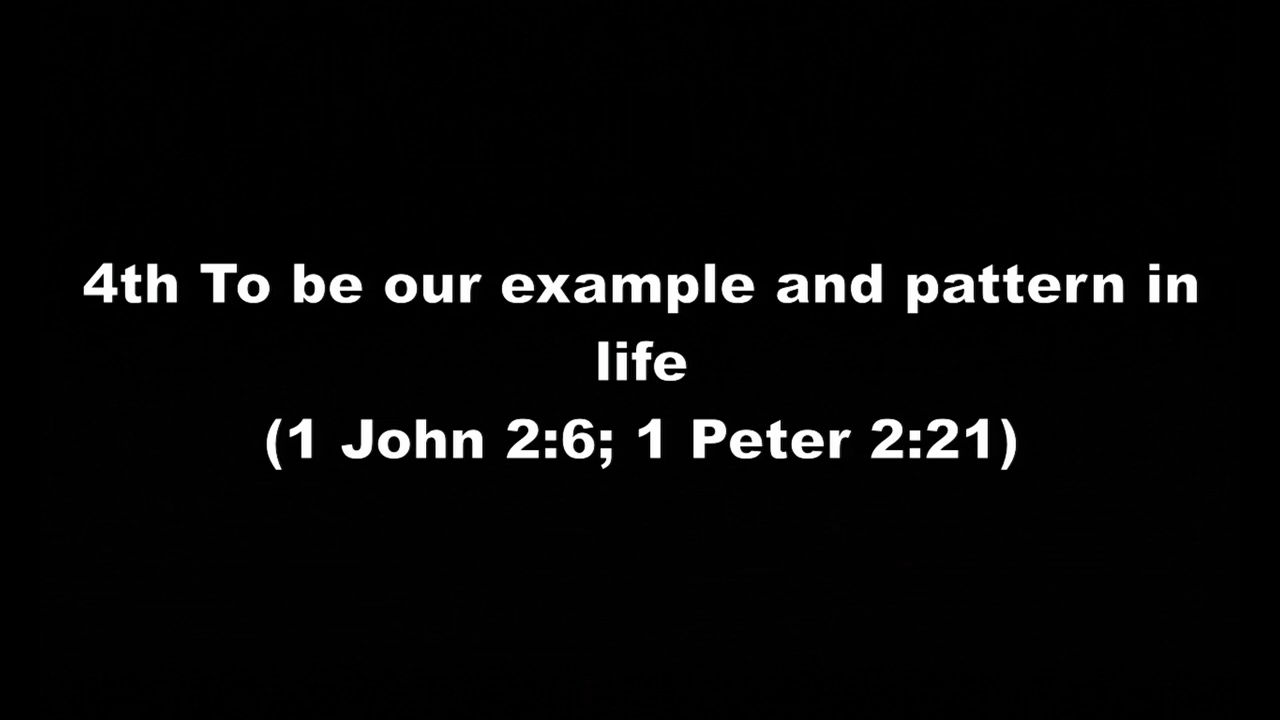 4th To be our example and pattern in
life
(1 John 2:6; 1 Peter 2:21)